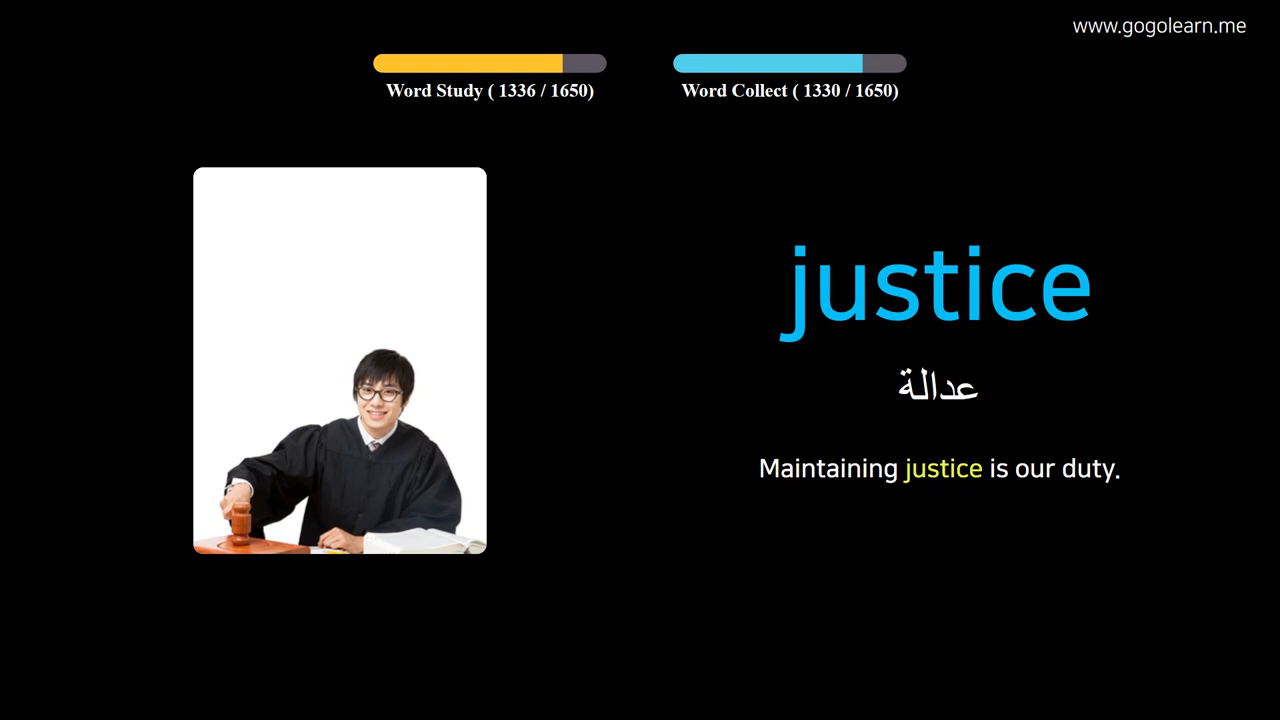 www.gogolearn.me
Word Study ( 1336 / 1650)
Word Collect ( 1330 / 1650)
justice
عدالة
Maintaining justice is our duty.